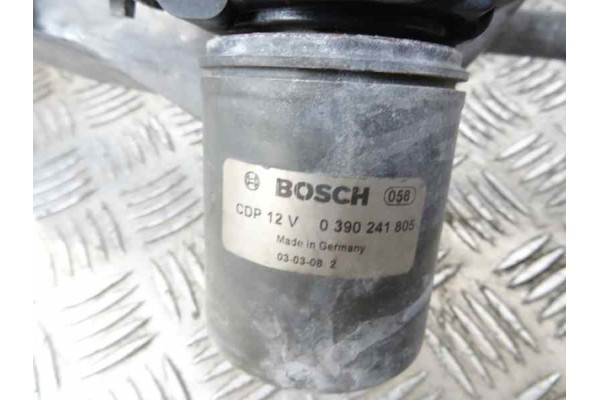 BOSCH 058
CDP 12 V 0 390 241 805
Made in Germany
03-03-08 2